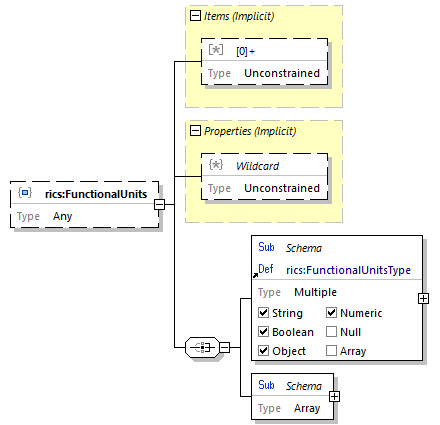 Items (Implicit)
[*] [0]+
Type Unconstrained
Properties (Implicit)
{*} Wildcard
Type Unconstrained
rics:FunctionalUnits
Type Any
Sub Schema
Def rics:FunctionalUnitsType
Type Multiple
String Numeric
Boolean Null
Object Array
Sub Schema
Type Array